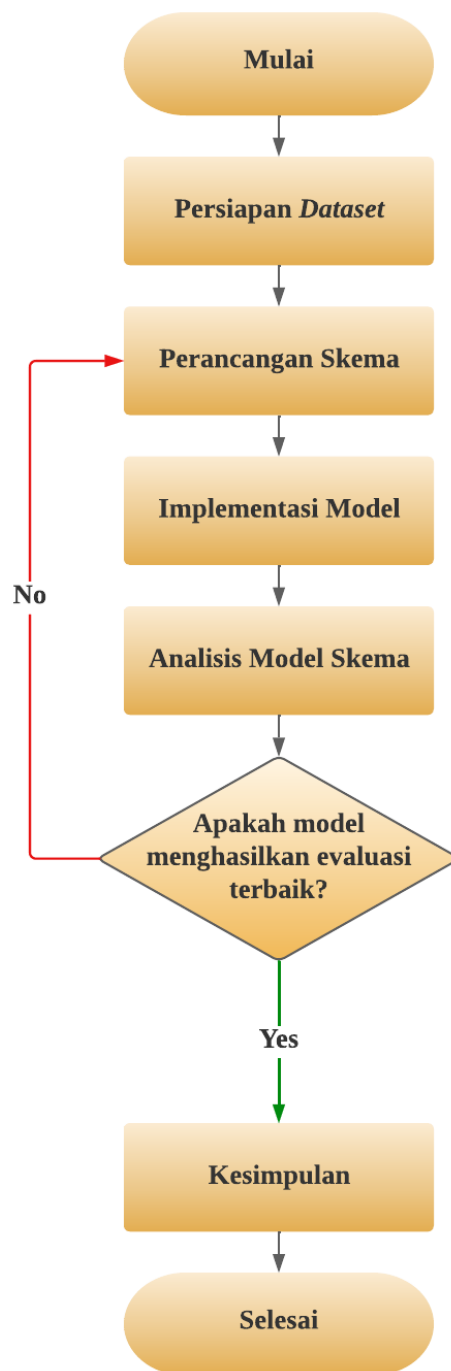 Mulai
Persiapan Dataset
Perancangan Skema
Implementasi Model
No
Analisis Model Skema
Apakah model
menghasilkan evaluasi
terbaik?
Yes
Kesimpulan
Selesai